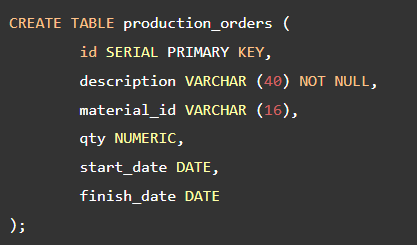 CREATE TABLE production_orders (
id SERIAL PRIMARY KEY,
description VARCHAR (40) NOT NULL,
material_id VARCHAR (16),
qty NUMERIC,
start_date DATE,
finish_date DATE
);